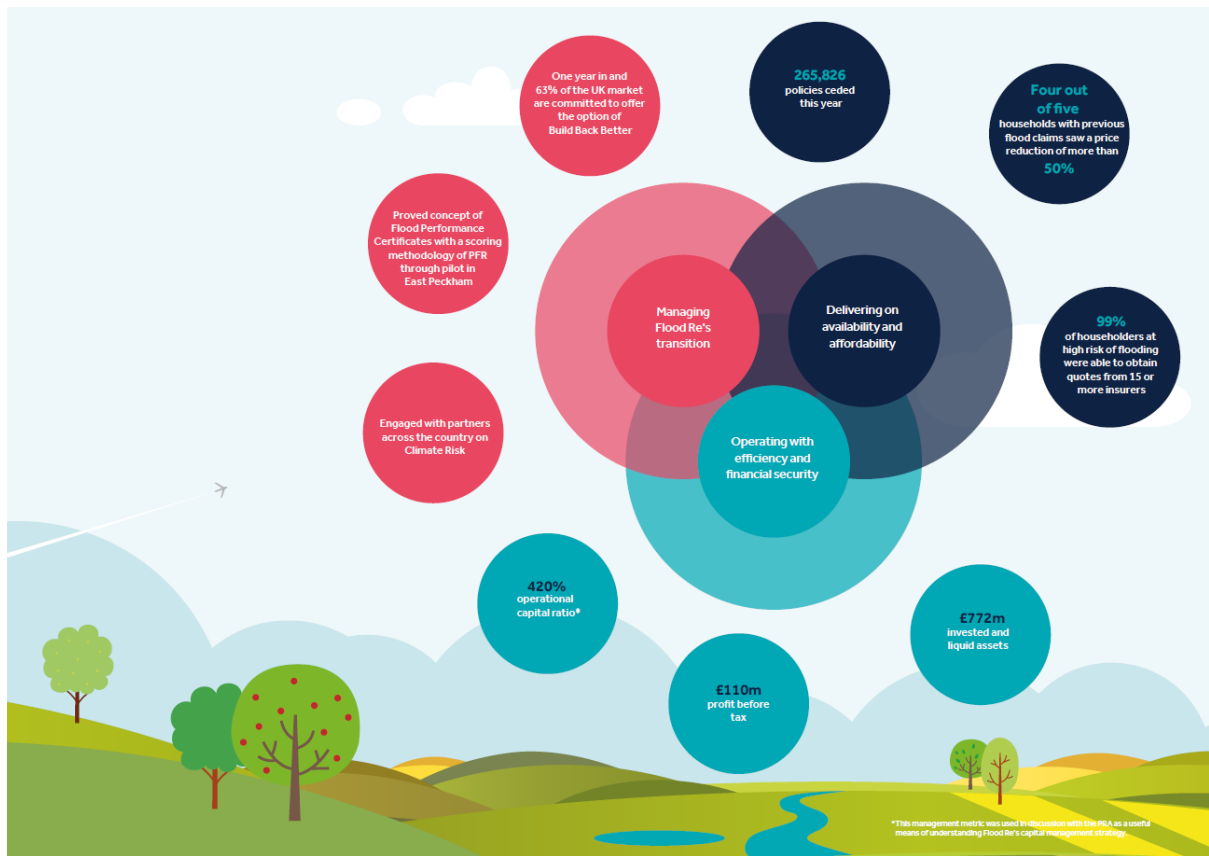 One year in and
63% of the UK market
are committed to offer
the option of
Build Back Better
265,826
policies ceded
this year
Four out
of five
households with previous
flood claims saw a price
reduction of more than
50%
Proved concept of
Flood Performance
Certificates with a scoring
methodology of PFR
through pilot in
East Peckham
Managing
Flood Re's
transition
Delivering on
availability and
affordability
99%
of householders at
high risk of flooding
were able to obtain
quotes from 15 or
more insurers
Engaged with partners
across the country on
Climate Risk
Operating with
efficiency and
financial security
420%
operational
capital ratio*
£772m
invested and
liquid assets
£110m
profit before
tax
*This management metric was used in discussion with the PRA as a useful
means of understanding Flood Re's capital management strategy.